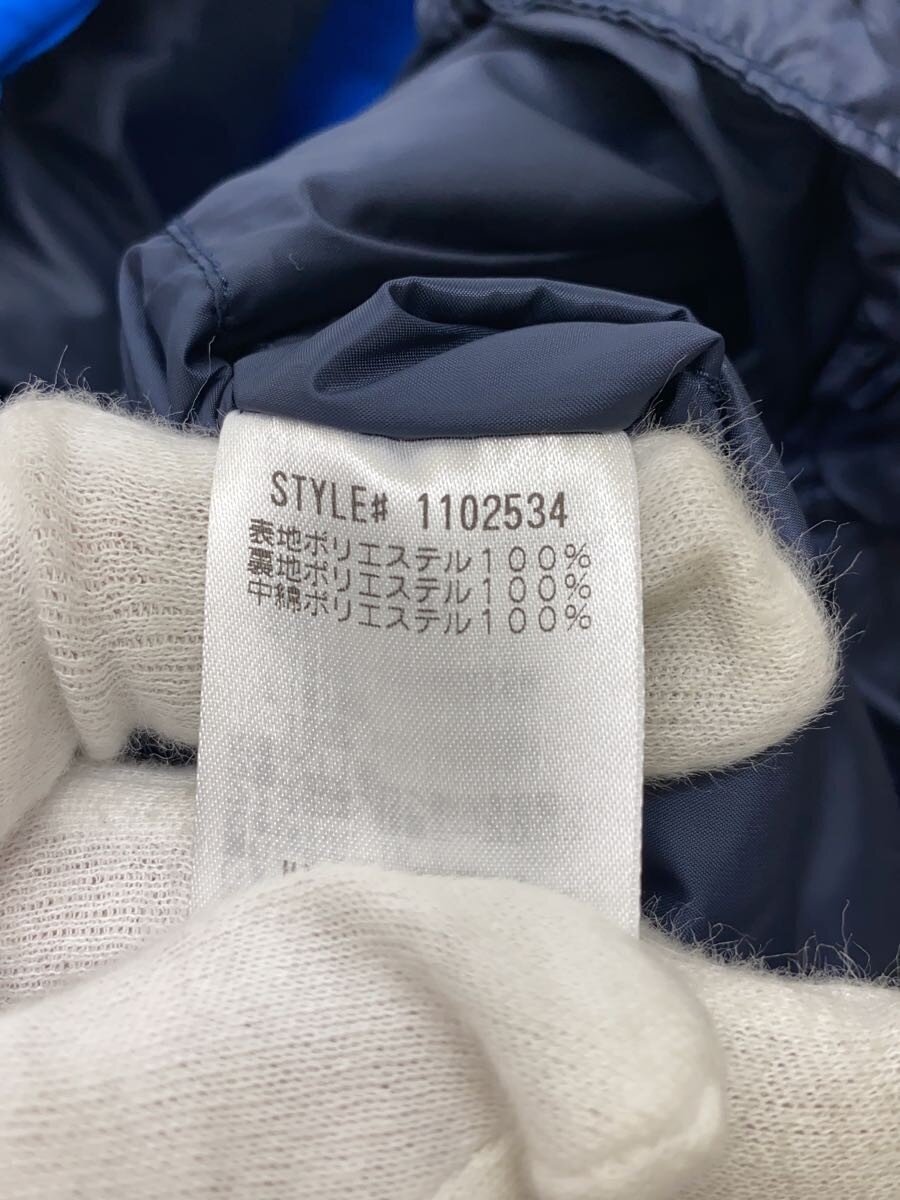 STYLE# 1102534
表地ポリエステル１００％
裏地ポリエステル１００％
中綿ポリエステル１００％